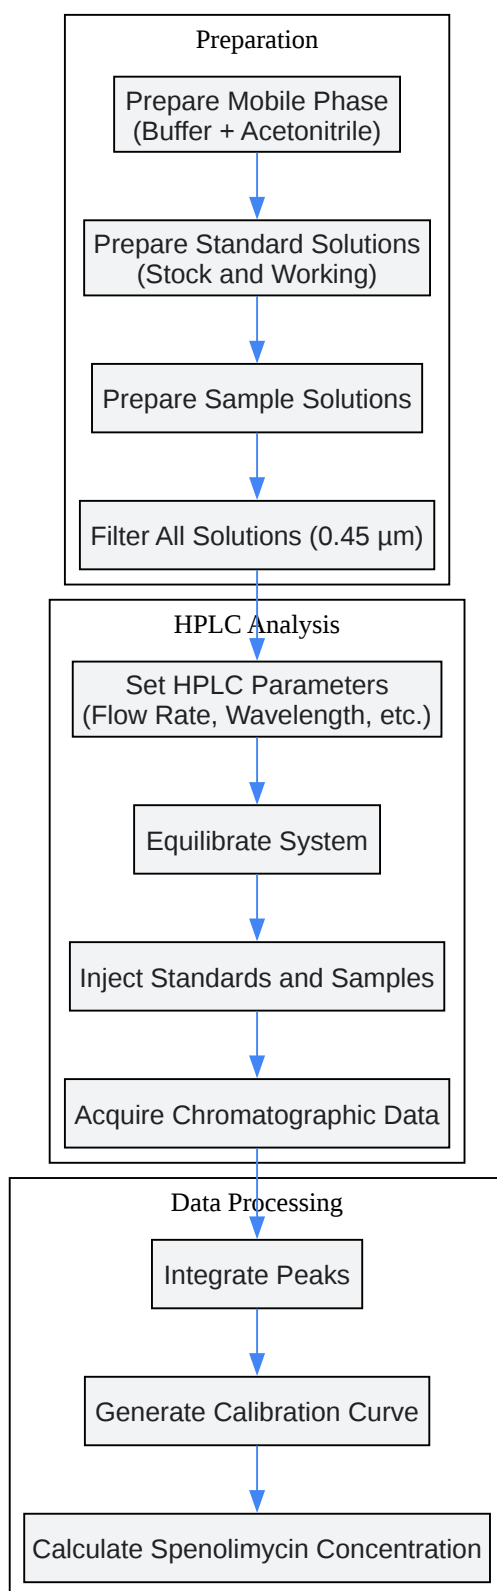 Preparation
Prepare Mobile Phase
(Buffer + Acetonitrile)
Prepare Standard Solutions
(Stock and Working)
Prepare Sample Solutions
Filter All Solutions (0.45 µm)
HPLC Analysis
Set HPLC Parameters
(Flow Rate, Wavelength, etc.)
Equilibrate System
Inject Standards and Samples
Acquire Chromatographic Data
Data Processing
Integrate Peaks
Generate Calibration Curve
Calculate Spenolimycin Concentration